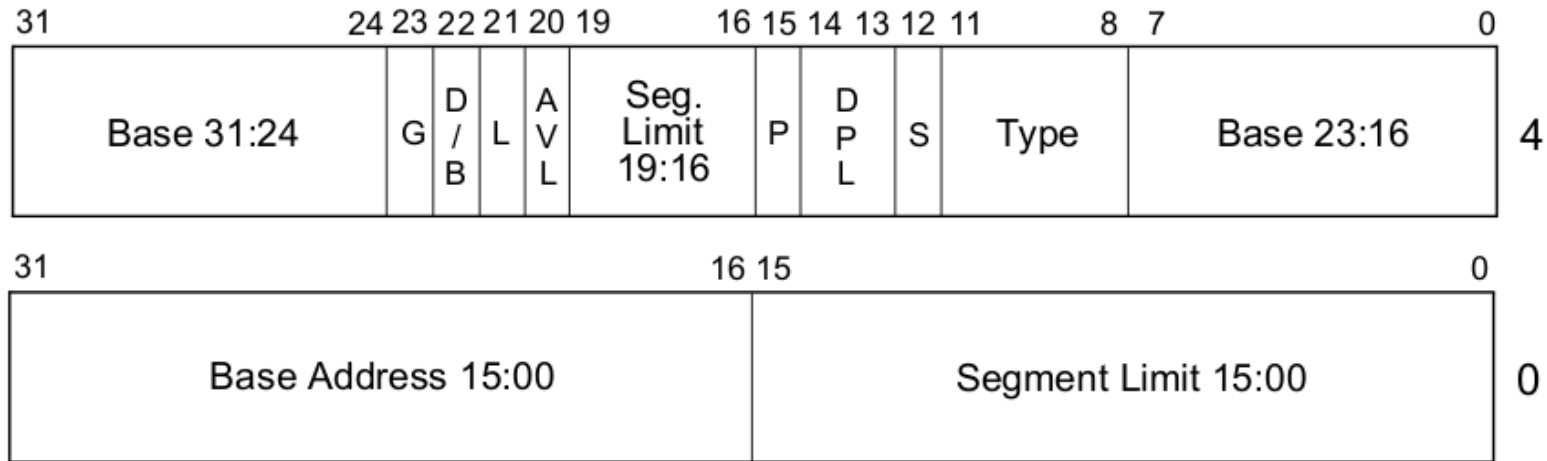 31 24 23 22 21 20 19 16 15 14 13 12 11 8 7 0
Base 31:24 G D/B L AVL Seg. Limit 19:16 P DPL S Type Base 23:16 4
31 16 15 0
Base Address 15:00 Segment Limit 15:00 0